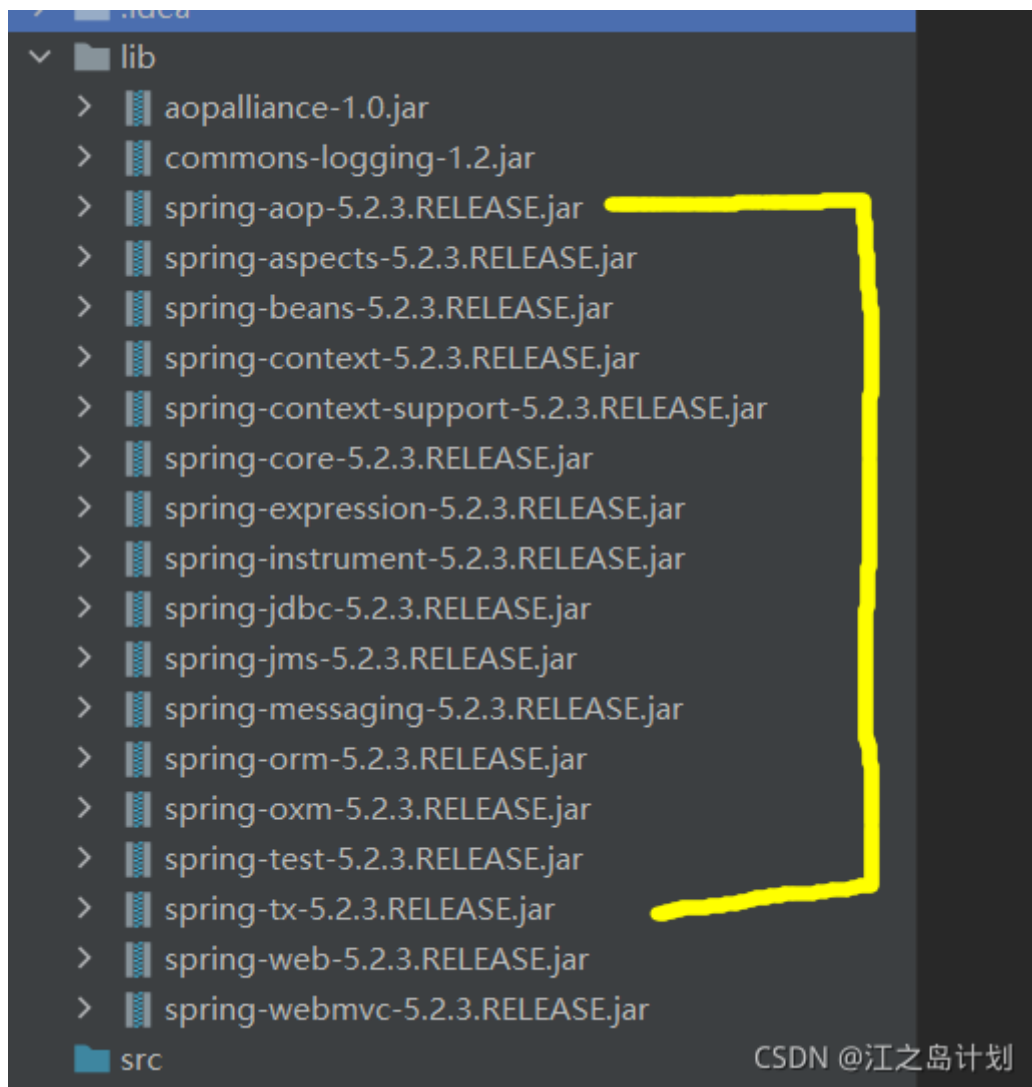 .idea
lib
aopalliance-1.0.jar
commons-logging-1.2.jar
spring-aop-5.2.3.RELEASE.jar
spring-aspects-5.2.3.RELEASE.jar
spring-beans-5.2.3.RELEASE.jar
spring-context-5.2.3.RELEASE.jar
spring-context-support-5.2.3.RELEASE.jar
spring-core-5.2.3.RELEASE.jar
spring-expression-5.2.3.RELEASE.jar
spring-instrument-5.2.3.RELEASE.jar
spring-jdbc-5.2.3.RELEASE.jar
spring-jms-5.2.3.RELEASE.jar
spring-messaging-5.2.3.RELEASE.jar
spring-orm-5.2.3.RELEASE.jar
spring-oxm-5.2.3.RELEASE.jar
spring-test-5.2.3.RELEASE.jar
spring-tx-5.2.3.RELEASE.jar
spring-web-5.2.3.RELEASE.jar
spring-webmvc-5.2.3.RELEASE.jar
src
CSDN @江之岛计划